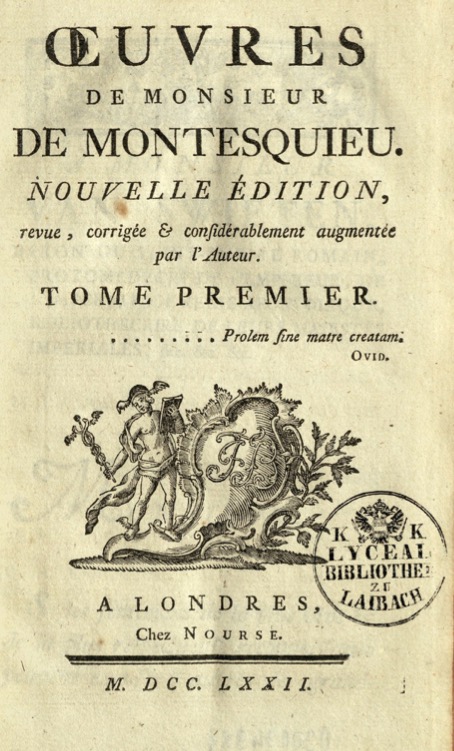 ŒUVRES
DE MONSIEUR
DE MONTESQUIEU.
NOUVELLE ÉDITION,
revue, corrigée & considérablement augmentée
par l'Auteur.
TOME PREMIER.
.......... Prolem sine matre creatam.
OVID.
K K
LYCEAL
BIBLIOTHE:
ZU
LAIBACH
A LONDRES,
Chez NOURSE.
M. DCC. LXXII.